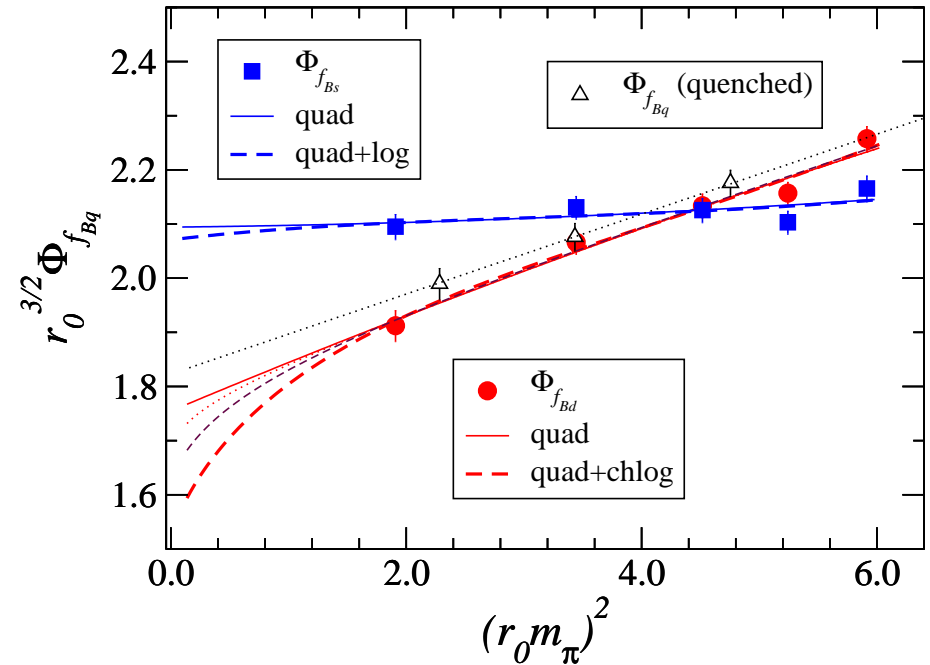 Φ_{f_{Bs}}
quad
quad+log
Φ_{f_{Bq}} (quenched)
Φ_{f_{Bd}}
quad
quad+chlog
r_0^{3/2} Φ_{f_{Bq}}
2.4
2.2
2.0
1.8
1.6
0.0 2.0 4.0 6.0
(r_0 m_π)^2